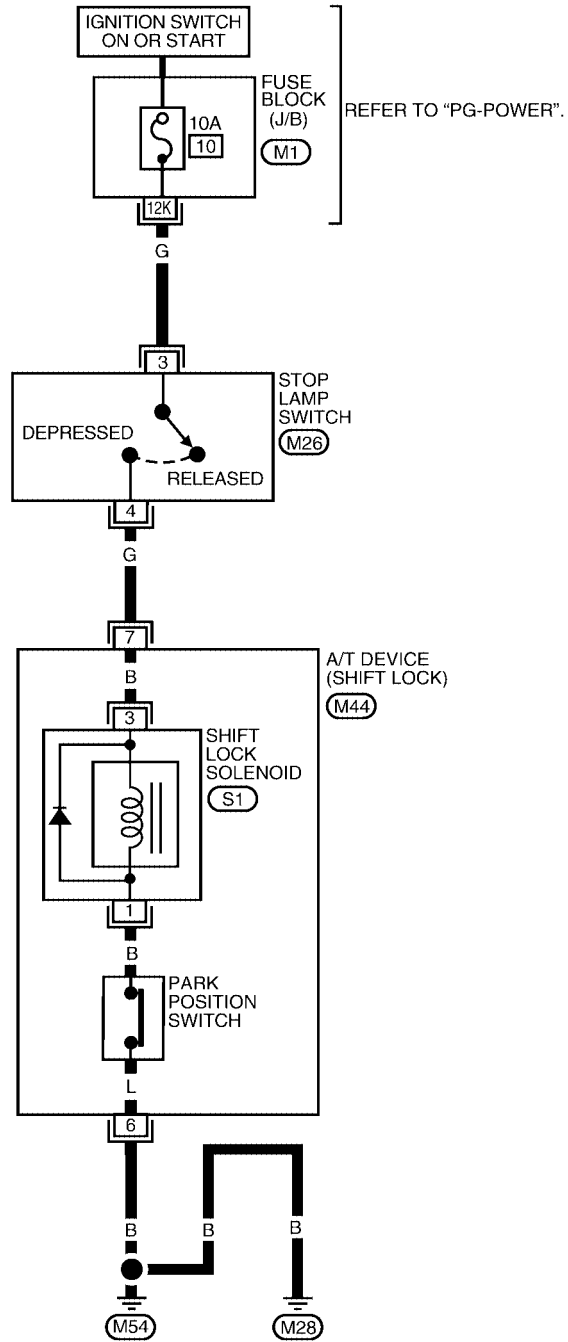 IGNITION SWITCH
ON OR START
FUSE
BLOCK
(J/B)
REFER TO “PG-POWER”.
10A
10
M1
12K
G
3
STOP
LAMP
SWITCH
M26
DEPRESSED
RELEASED
4
G
7
A/T DEVICE
(SHIFT LOCK)
M44
B
3
SHIFT
LOCK
SOLENOID
S1
1
B
PARK
POSITION
SWITCH
L
6
B
B
B
M54
M28